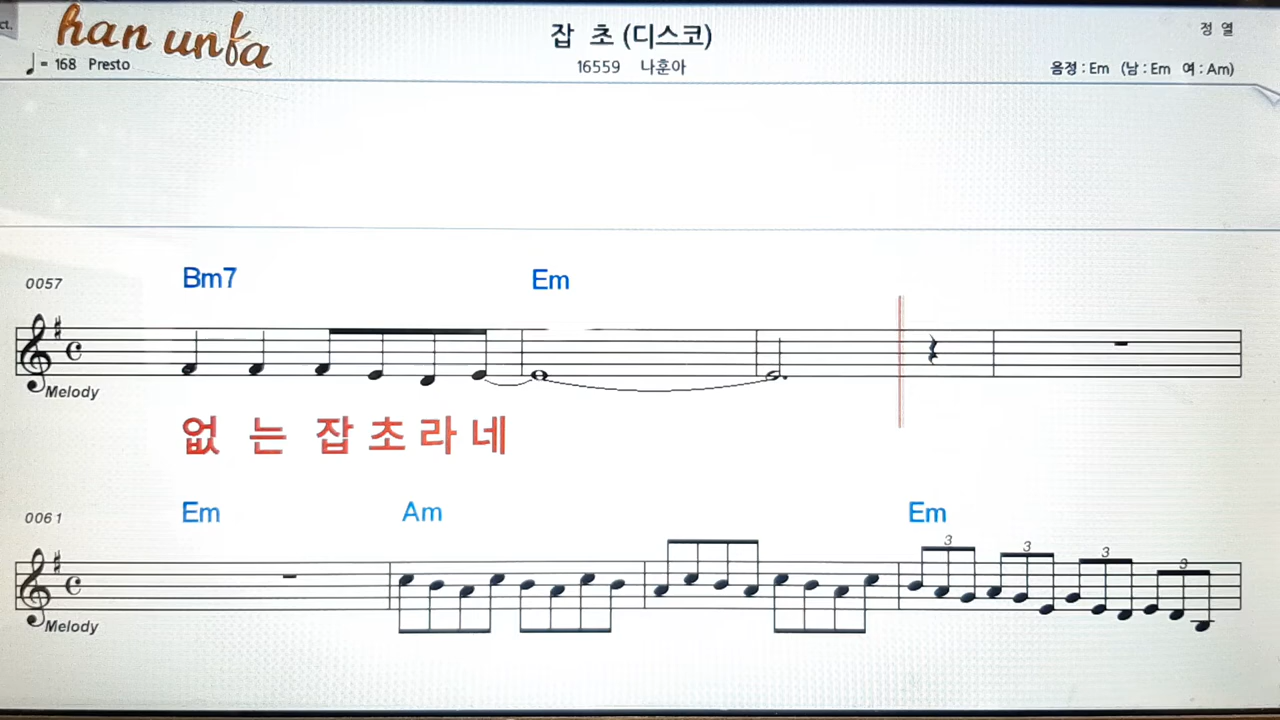 ct.
han unfa
잡 초 (디스코)
정 열
♩ = 168 Presto
16559 나훈아
음정 : Em (남 : Em 여 : Am)
0057
Bm7 Em
Melody
없 는 잡 초 라 네
0061
Em Am Em
3 3 3 3
Melody